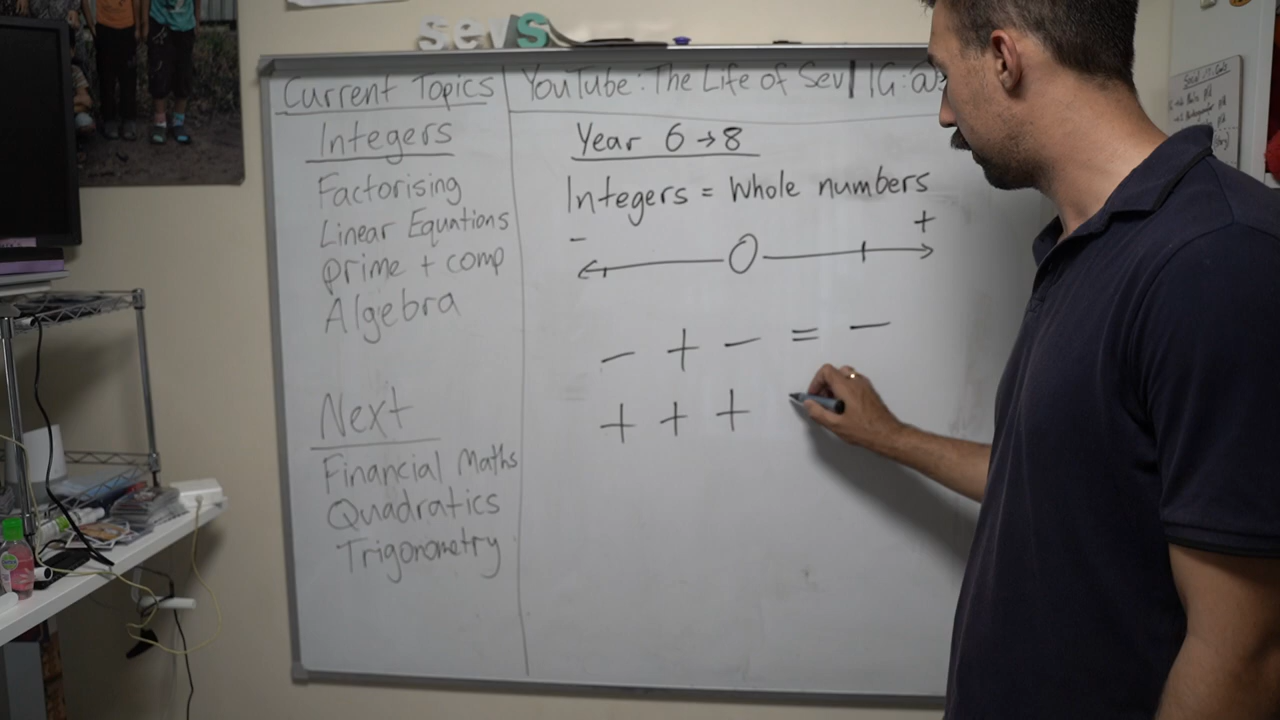 sevs
Current Topics
Integers
Factorising
Linear Equations
prime + comp
Algebra
Next
Financial Maths
Quadratics
Trigonometry
YouTube: The Life of Sev | IG: @
Year 6 → 8
Integers = Whole numbers
- +
0
- + - = -
+ + +